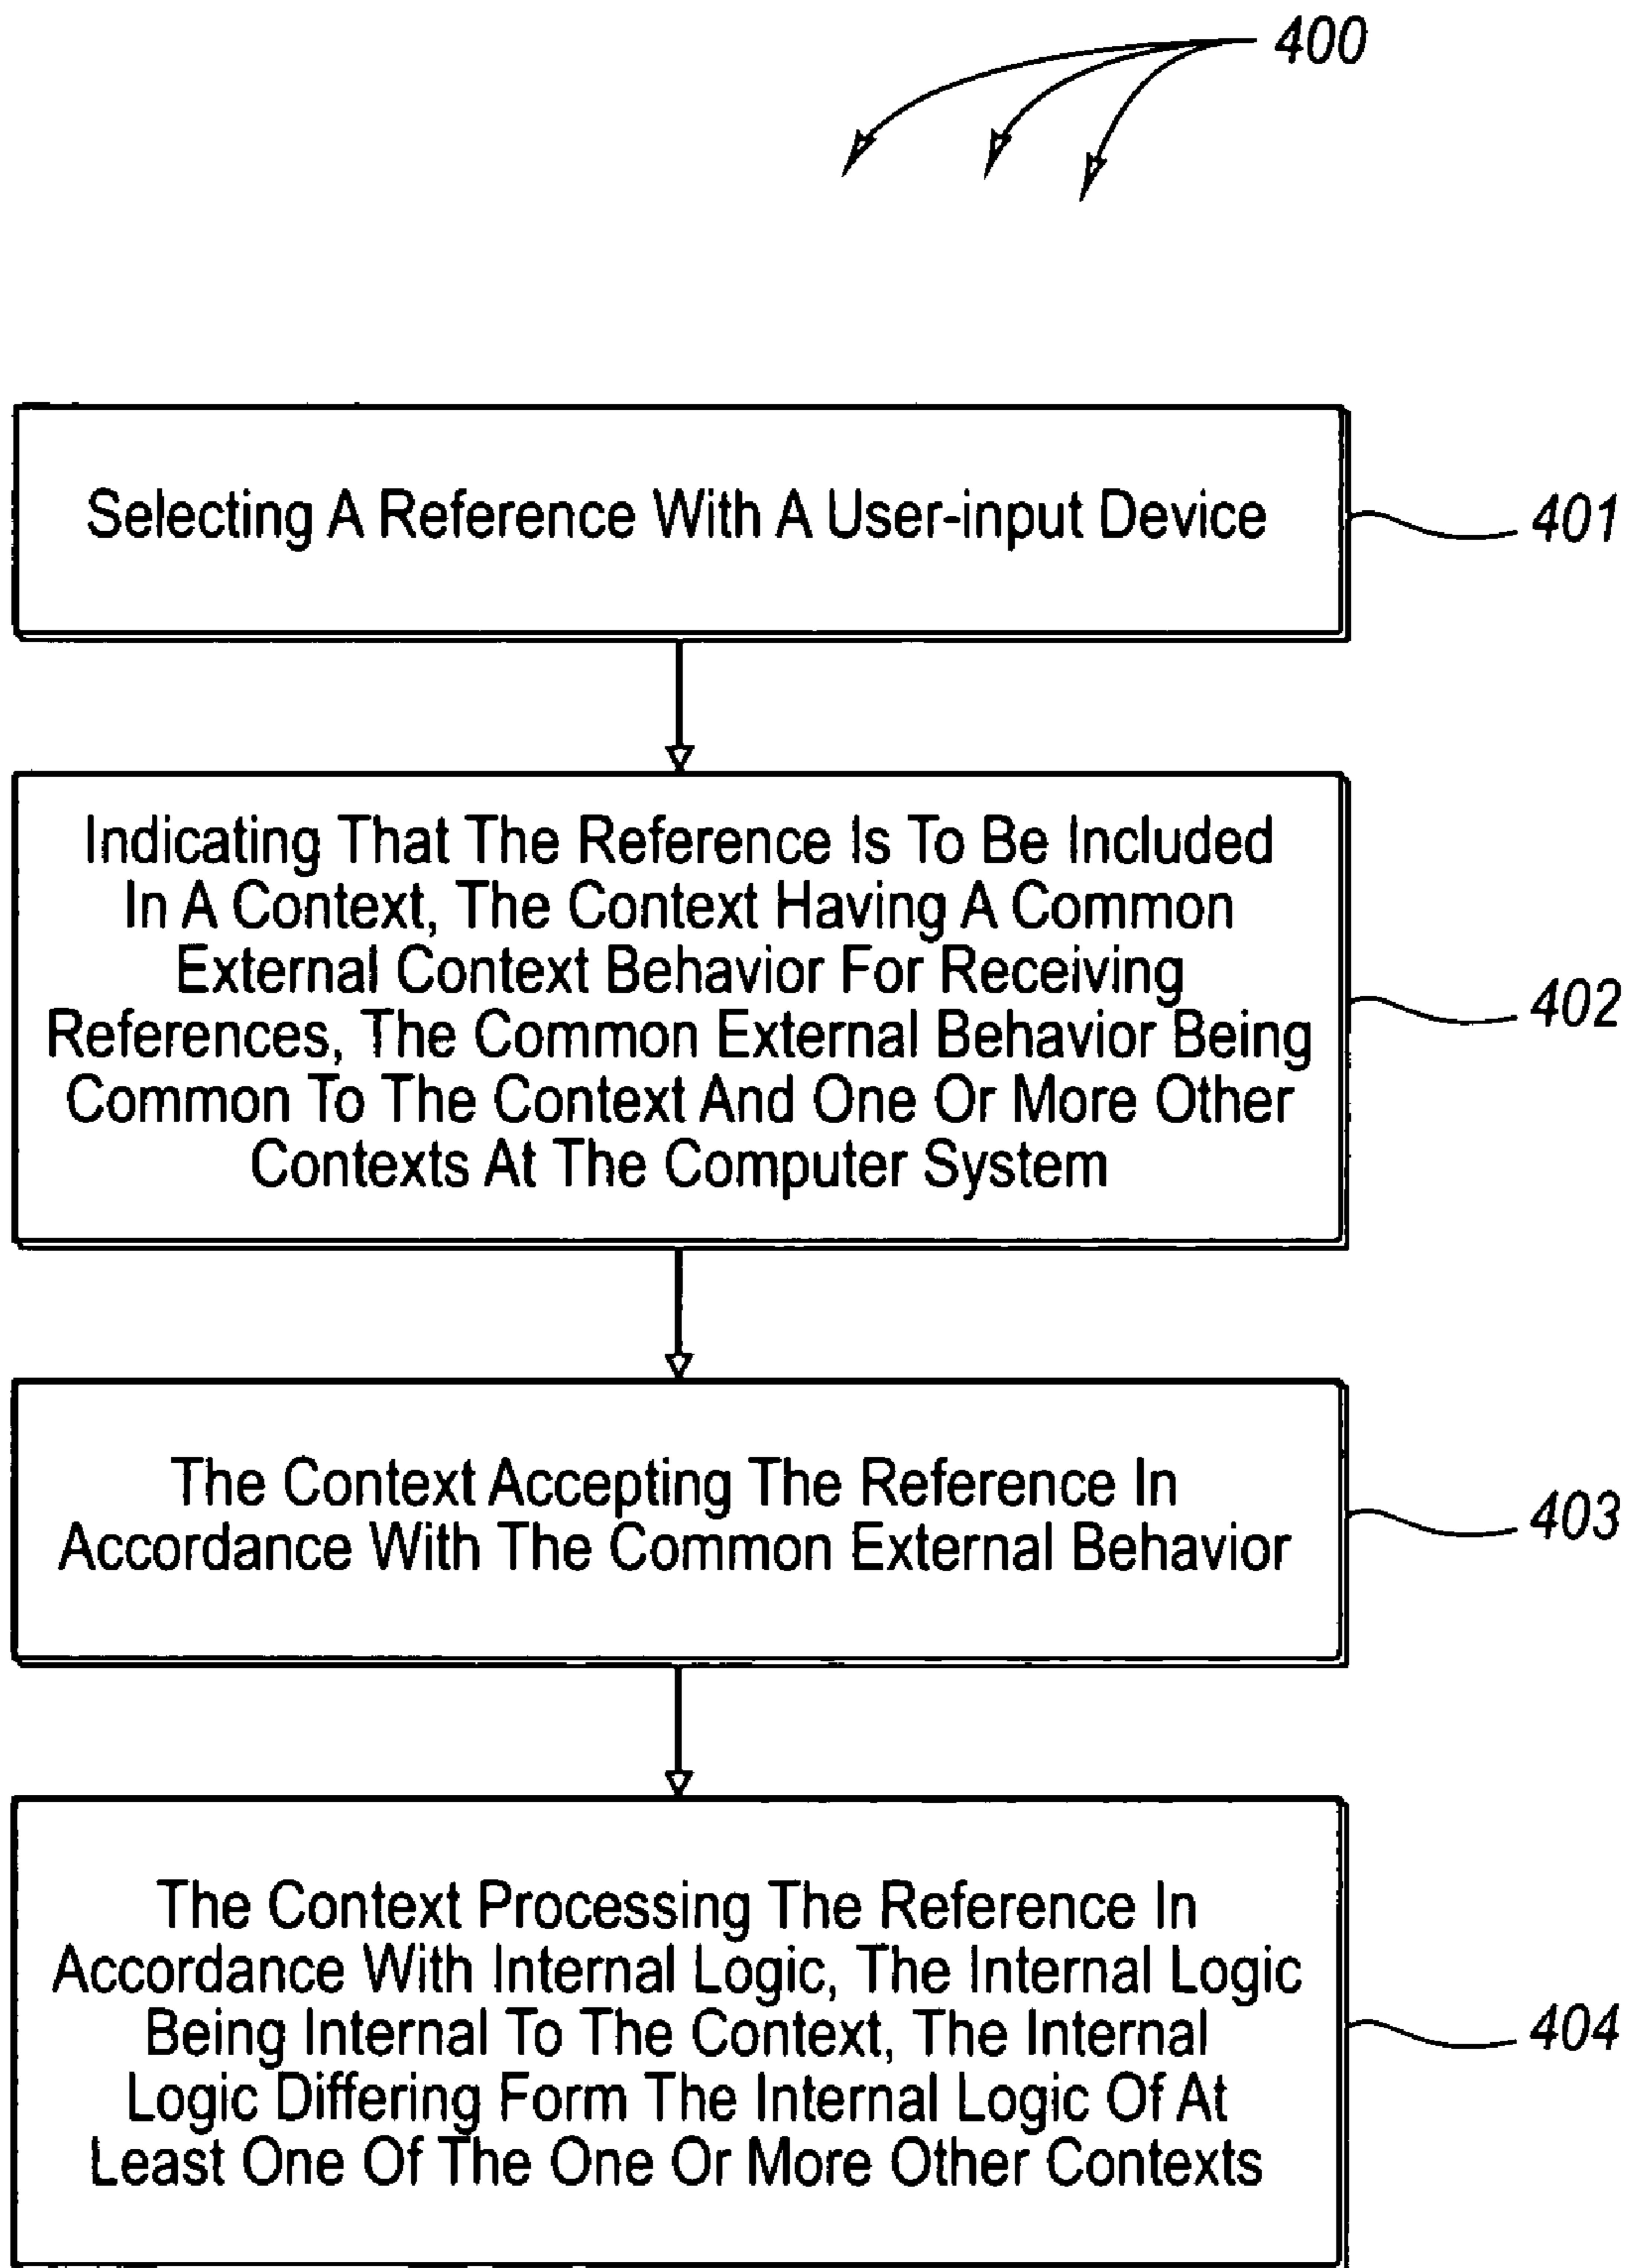 400
Selecting A Reference With A User-input Device
401
Indicating That The Reference Is To Be Included
In A Context, The Context Having A Common
External Context Behavior For Receiving
References, The Common External Behavior Being
Common To The Context And One Or More Other
Contexts At The Computer System
402
The Context Accepting The Reference In
Accordance With The Common External Behavior
403
The Context Processing The Reference In
Accordance With Internal Logic, The Internal Logic
Being Internal To The Context, The Internal
Logic Differing Form The Internal Logic Of At
Least One Of The One Or More Other Contexts
404